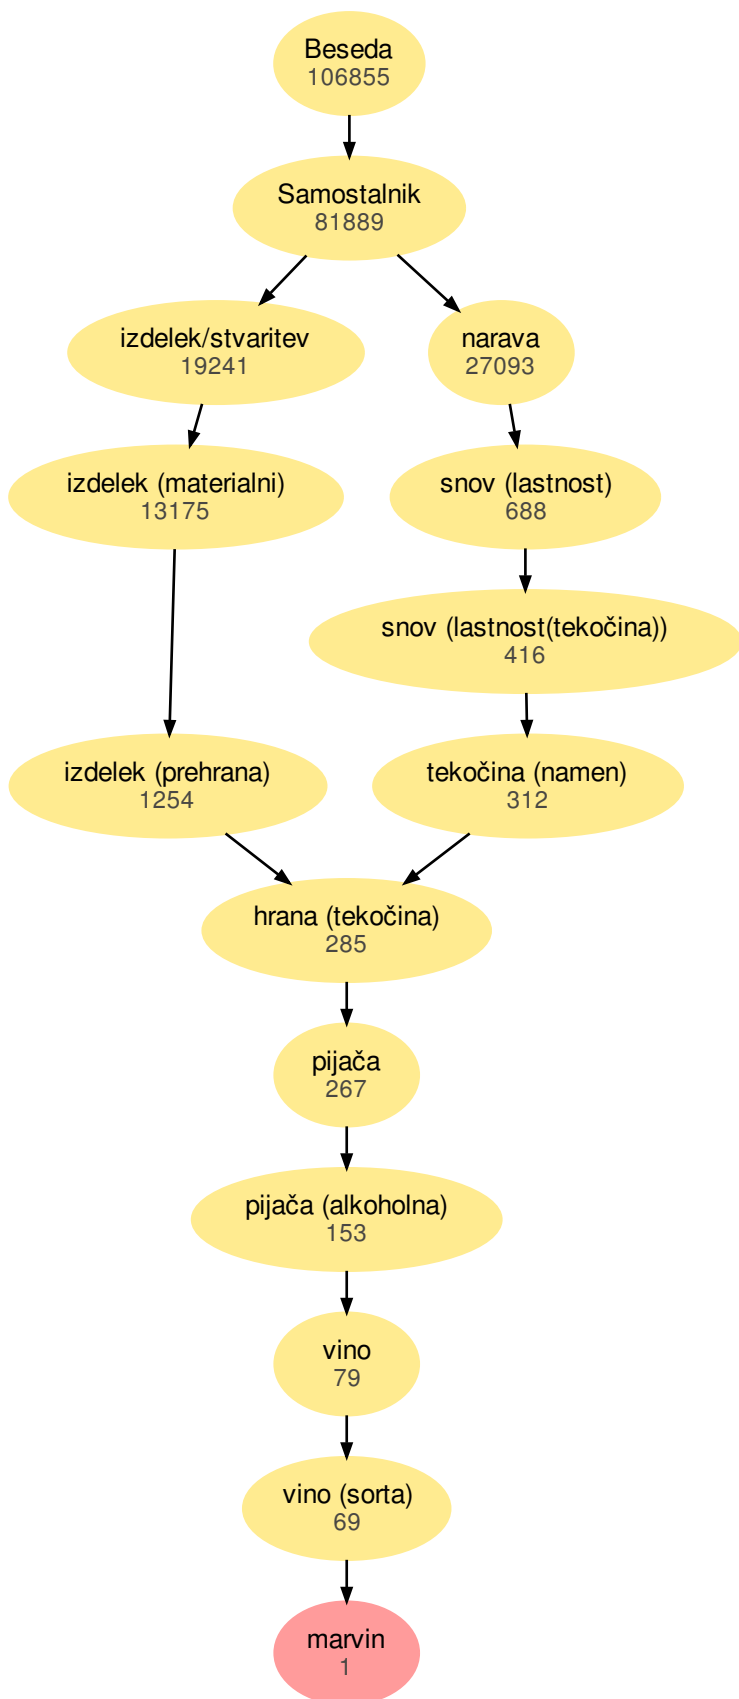 Beseda
106855
Samostalnik
81889
izdelek/stvaritev
19241
narava
27093
izdelek (materialni)
13175
snov (lastnost)
688
snov (lastnost(tekočina))
416
izdelek (prehrana)
1254
tekočina (namen)
312
hrana (tekočina)
285
pijača
267
pijača (alkoholna)
153
vino
79
vino (sorta)
69
marvin
1